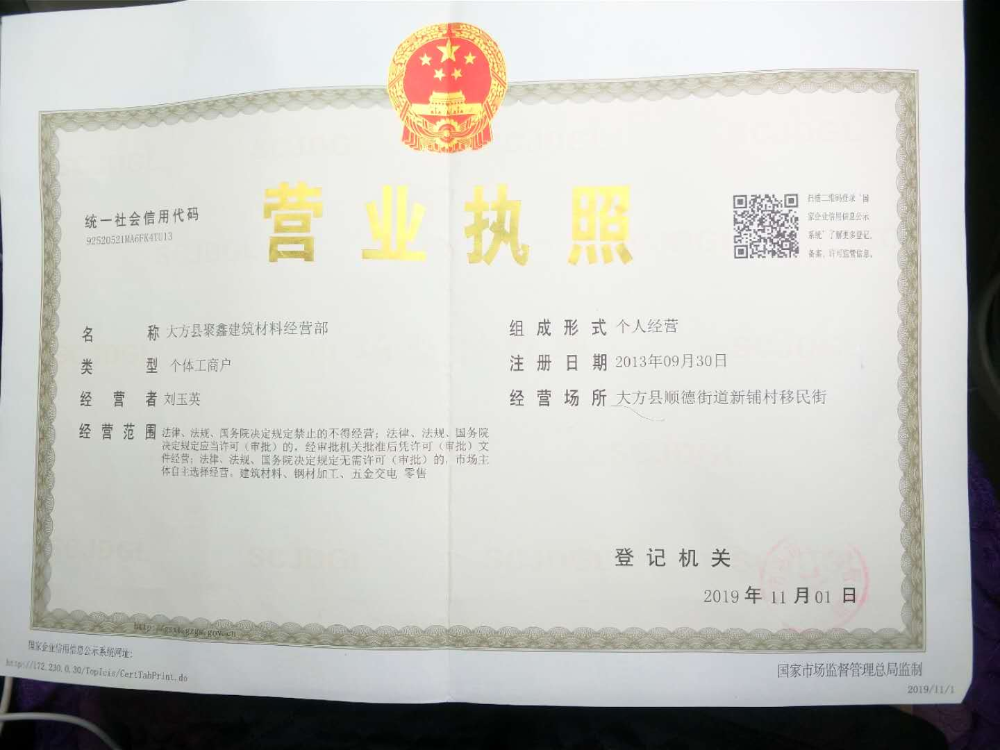 营业执照
统一社会信用代码
92520521MA6FK4TU13
扫描二维码登录“国
家企业信用信息公示
系统”了解更多登记、
备案、许可监管信息。
名称 大方县聚鑫建筑材料经营部
类型 个体工商户
经营者 刘玉英
经营范围 法律、法规、国务院决定规定禁止的不得经营；法律、法规、国务院
决定规定应当许可（审批）的，经审批机关批准后凭许可（审批）文
件经营；法律、法规、国务院决定规定无需许可（审批）的，市场主
体自主选择经营。建筑材料、钢材加工、五金交电 零售
组成形式 个人经营
注册日期 2013年09月30日
经营场所 大方县顺德街道新铺村移民街
登记机关
2019年11月01日
http://gsxt.gzgs.gov.cn
国家企业信用信息公示系统网址：
http://172.230.0.30/TopIcis/CertTabPrint.do
国家市场监督管理总局监制
2019/11/1